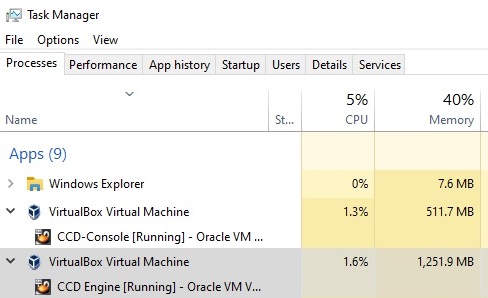 Task Manager
File Options View
Processes Performance App history Startup Users Details Services
5% 40%
Name St... CPU Memory
Apps (9)
Windows Explorer 0% 7.6 MB
VirtualBox Virtual Machine 1.3% 511.7 MB
CCD-Console [Running] - Oracle VM ...
VirtualBox Virtual Machine 1.6% 1,251.9 MB
CCD Engine [Running] - Oracle VM V...